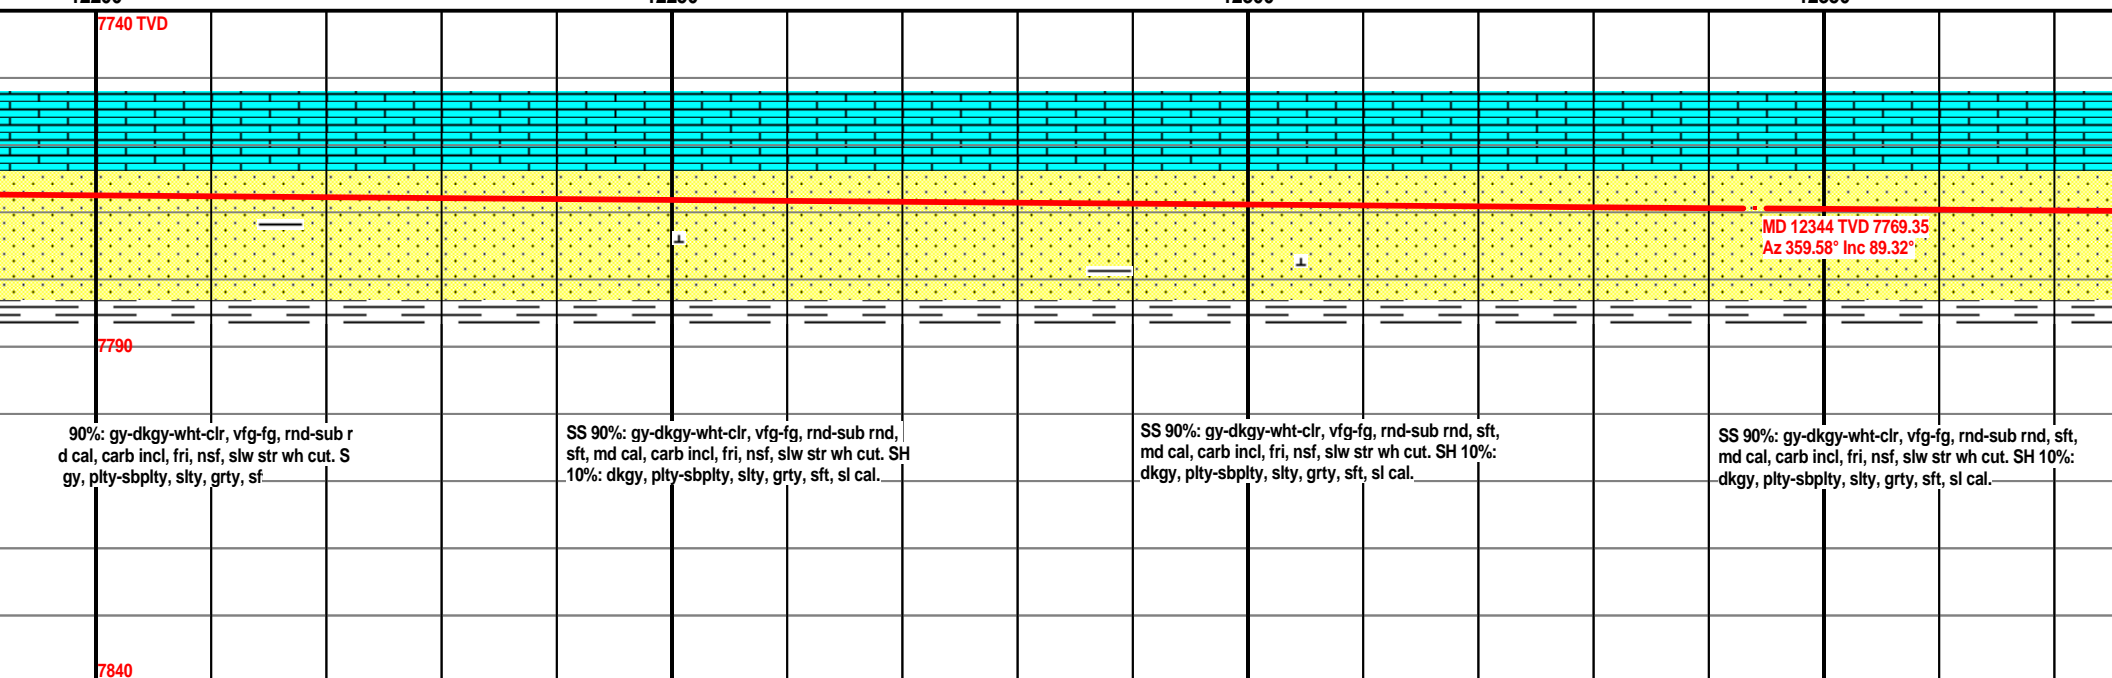 7740 TVD
MD 12344 TVD 7769.35
Az 359.58° Inc 89.32°
7790
90%: gy-dkgy-wht-clr, vfg-fg, rnd-sub r
d cal, carb incl, fri, nsf, slw str wh cut. S
gy, plty-sbplty, slty, grty, sf
SS 90%: gy-dkgy-wht-clr, vfg-fg, rnd-sub rnd,
sft, md cal, carb incl, fri, nsf, slw str wh cut. SH
10%: dkgy, plty-sbplty, slty, grty, sft, sl cal.
SS 90%: gy-dkgy-wht-clr, vfg-fg, rnd-sub rnd, sft,
md cal, carb incl, fri, nsf, slw str wh cut. SH 10%:
dkgy, plty-sbplty, slty, grty, sft, sl cal.
SS 90%: gy-dkgy-wht-clr, vfg-fg, rnd-sub rnd, sft,
md cal, carb incl, fri, nsf, slw str wh cut. SH 10%:
dkgy, plty-sbplty, slty, grty, sft, sl cal.
7840